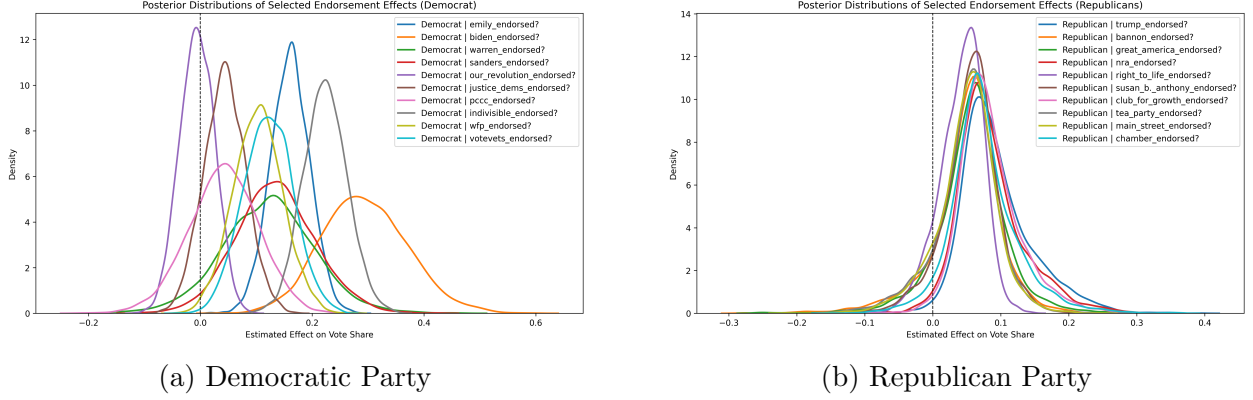 Posterior Distributions of Selected Endorsement Effects (Democrat)
12
10
8
6
4
2
0
Density
−0.2
0.0
0.2
0.4
0.6
Estimated Effect on Vote Share
Democrat | emily_endorsed?
Democrat | biden_endorsed?
Democrat | warren_endorsed?
Democrat | sanders_endorsed?
Democrat | our_revolution_endorsed?
Democrat | justice_dems_endorsed?
Democrat | pccc_endorsed?
Democrat | indivisible_endorsed?
Democrat | wfp_endorsed?
Democrat | votevets_endorsed?
(a) Democratic Party
Posterior Distributions of Selected Endorsement Effects (Republicans)
14
12
10
8
6
4
2
0
Density
−0.3
−0.2
−0.1
0.0
0.1
0.2
0.3
0.4
Estimated Effect on Vote Share
Republican | trump_endorsed?
Republican | bannon_endorsed?
Republican | great_america_endorsed?
Republican | nra_endorsed?
Republican | right_to_life_endorsed?
Republican | susan_b._anthony_endorsed?
Republican | club_for_growth_endorsed?
Republican | tea_party_endorsed?
Republican | main_street_endorsed?
Republican | chamber_endorsed?
(b) Republican Party